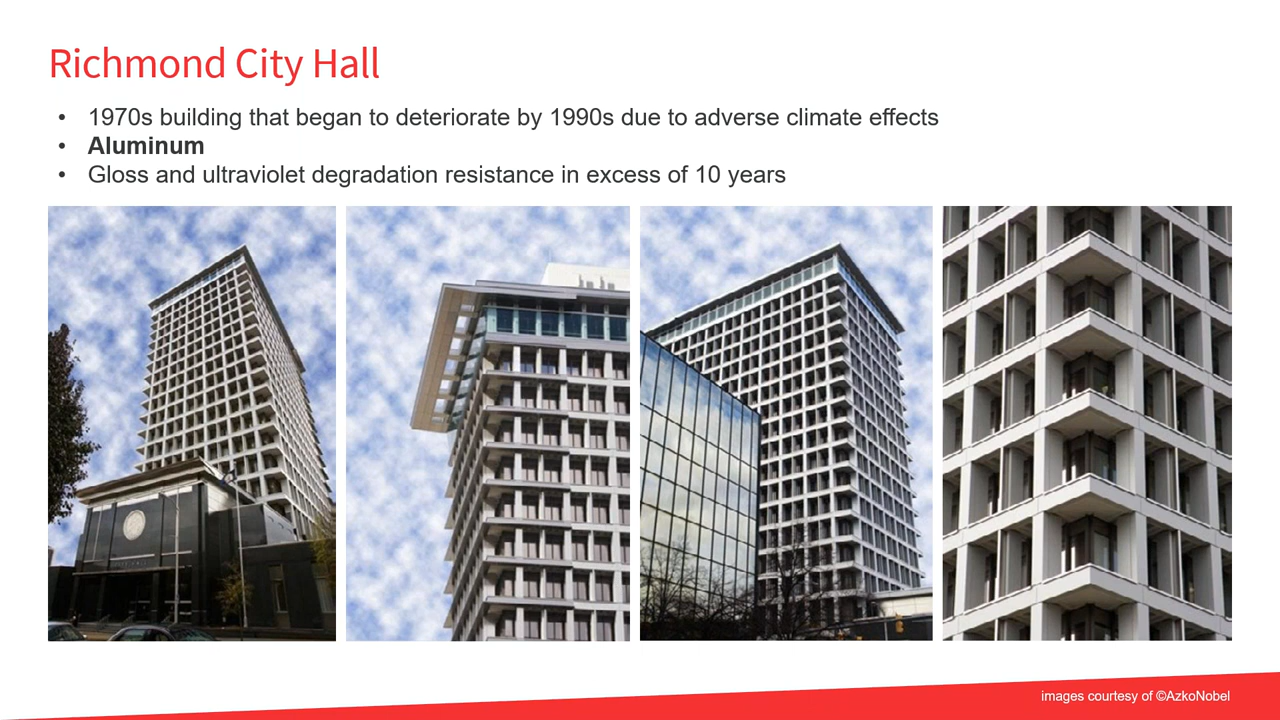 Richmond City Hall
• 1970s building that began to deteriorate by 1990s due to adverse climate effects
• Aluminum
• Gloss and ultraviolet degradation resistance in excess of 10 years
images courtesy of ©AzkoNobel